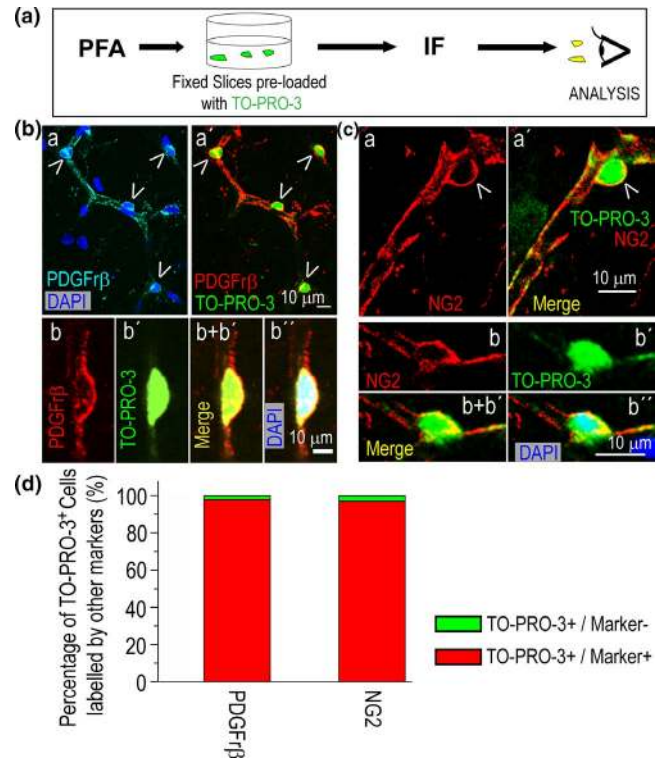 (a)
PFA
IF
Fixed Slices pre-loaded
with TO-PRO-3
ANALYSIS
(b)
a
PDGFrβ
DAPI
a´
PDGFrβ
TO-PRO-3
10 µm
b
PDGFrβ
b´
TO-PRO-3
b+b´
Merge
b´´
DAPI
10 µm
(c)
a
NG2
a´
TO-PRO-3
NG2
Merge
10 µm
b
NG2
b´
TO-PRO-3
b+b´
Merge
b´´
DAPI
10 µm
(d)
Percentage of TO-PRO-3⁺ Cells
labelled by other markers (%)
100
80
60
40
20
0
PDGFrβ
NG2
TO-PRO-3+ / Marker-
TO-PRO-3+ / Marker+